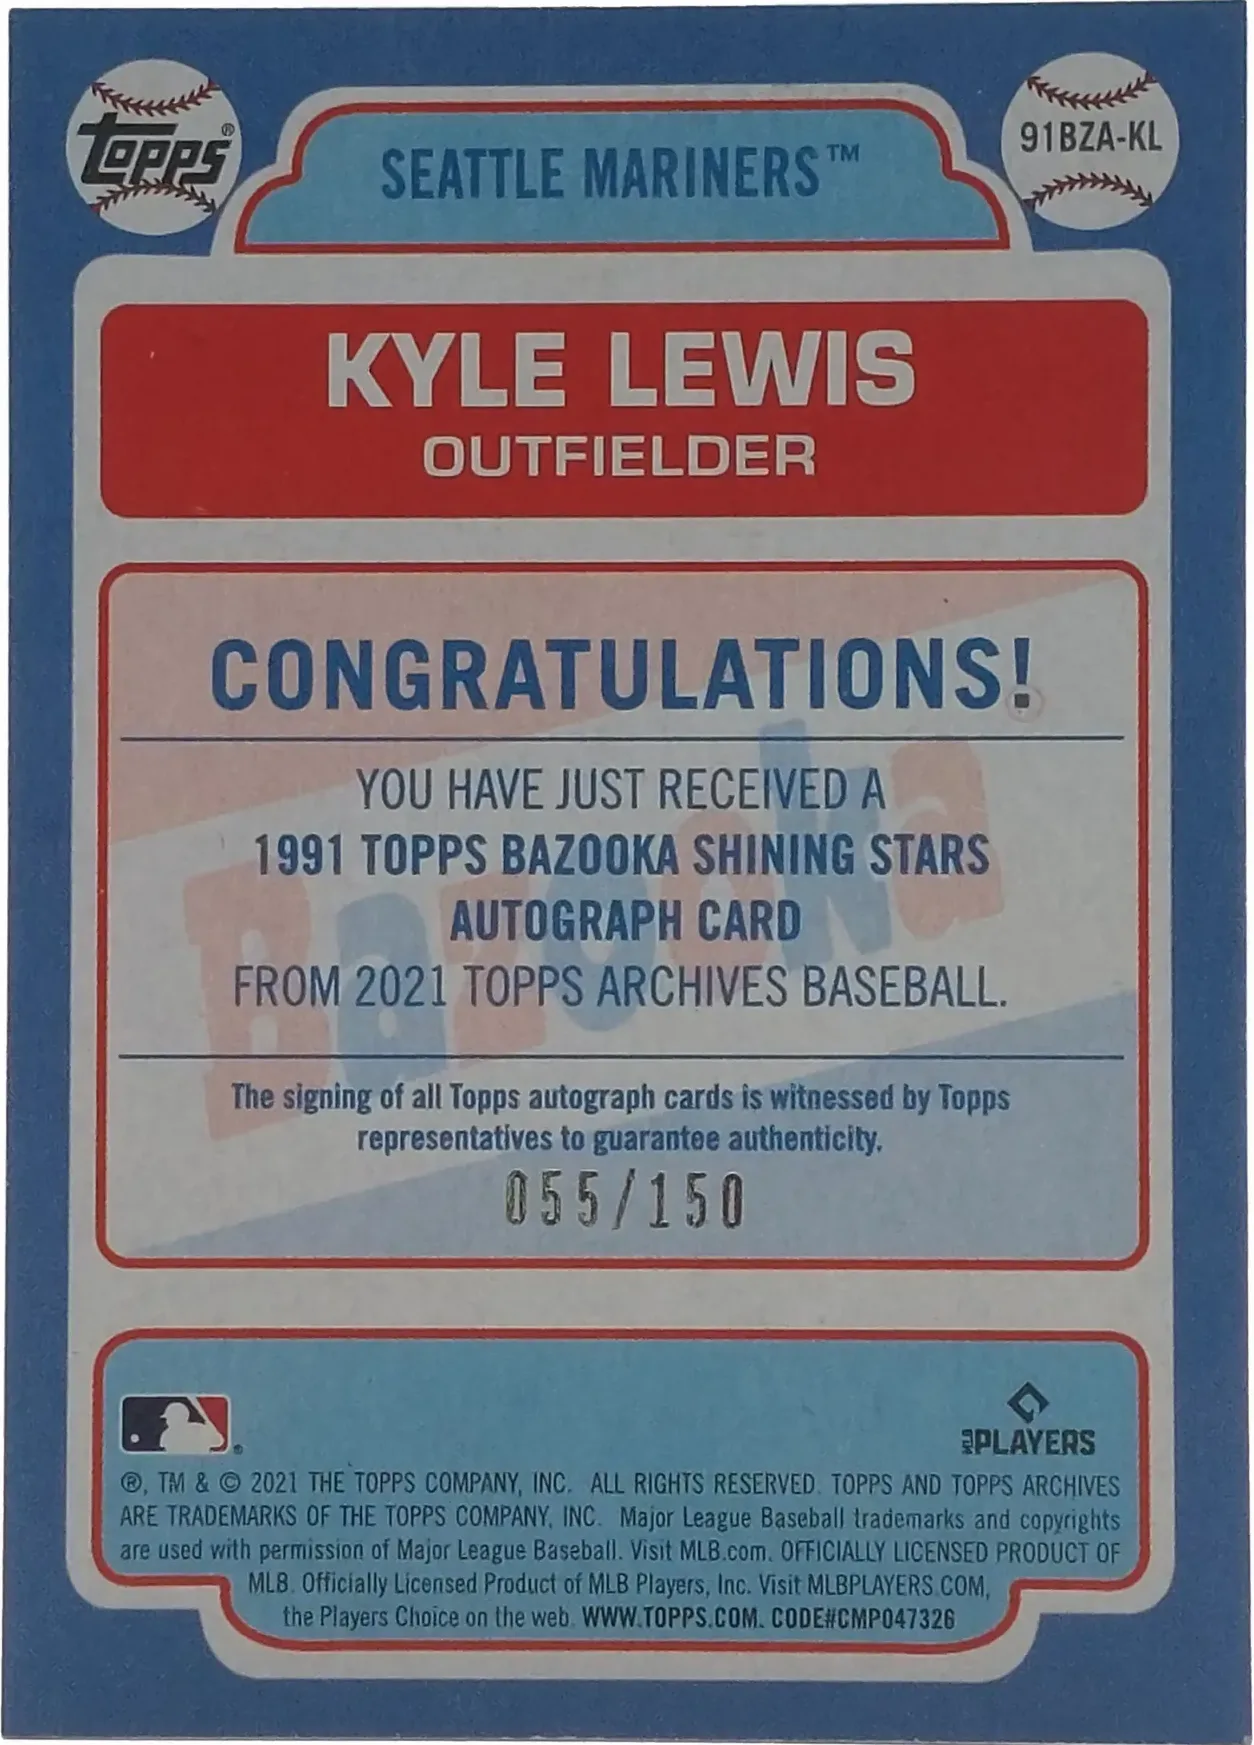 topps®
91BZA-KL
SEATTLE MARINERS™
KYLE LEWIS
OUTFIELDER
CONGRATULATIONS!
YOU HAVE JUST RECEIVED A
1991 TOPPS BAZOOKA SHINING STARS
AUTOGRAPH CARD
FROM 2021 TOPPS ARCHIVES BASEBALL.
Bazooka
The signing of all Topps autograph cards is witnessed by Topps
representatives to guarantee authenticity.
055/150
MLB PLAYERS
®, TM & © 2021 THE TOPPS COMPANY, INC. ALL RIGHTS RESERVED. TOPPS AND TOPPS ARCHIVES
ARE TRADEMARKS OF THE TOPPS COMPANY, INC. Major League Baseball trademarks and copyrights
are used with permission of Major League Baseball. Visit MLB.com. OFFICIALLY LICENSED PRODUCT OF
MLB. Officially Licensed Product of MLB Players, Inc. Visit MLBPLAYERS.COM,
the Players Choice on the web. WWW.TOPPS.COM. CODE#CMP047326